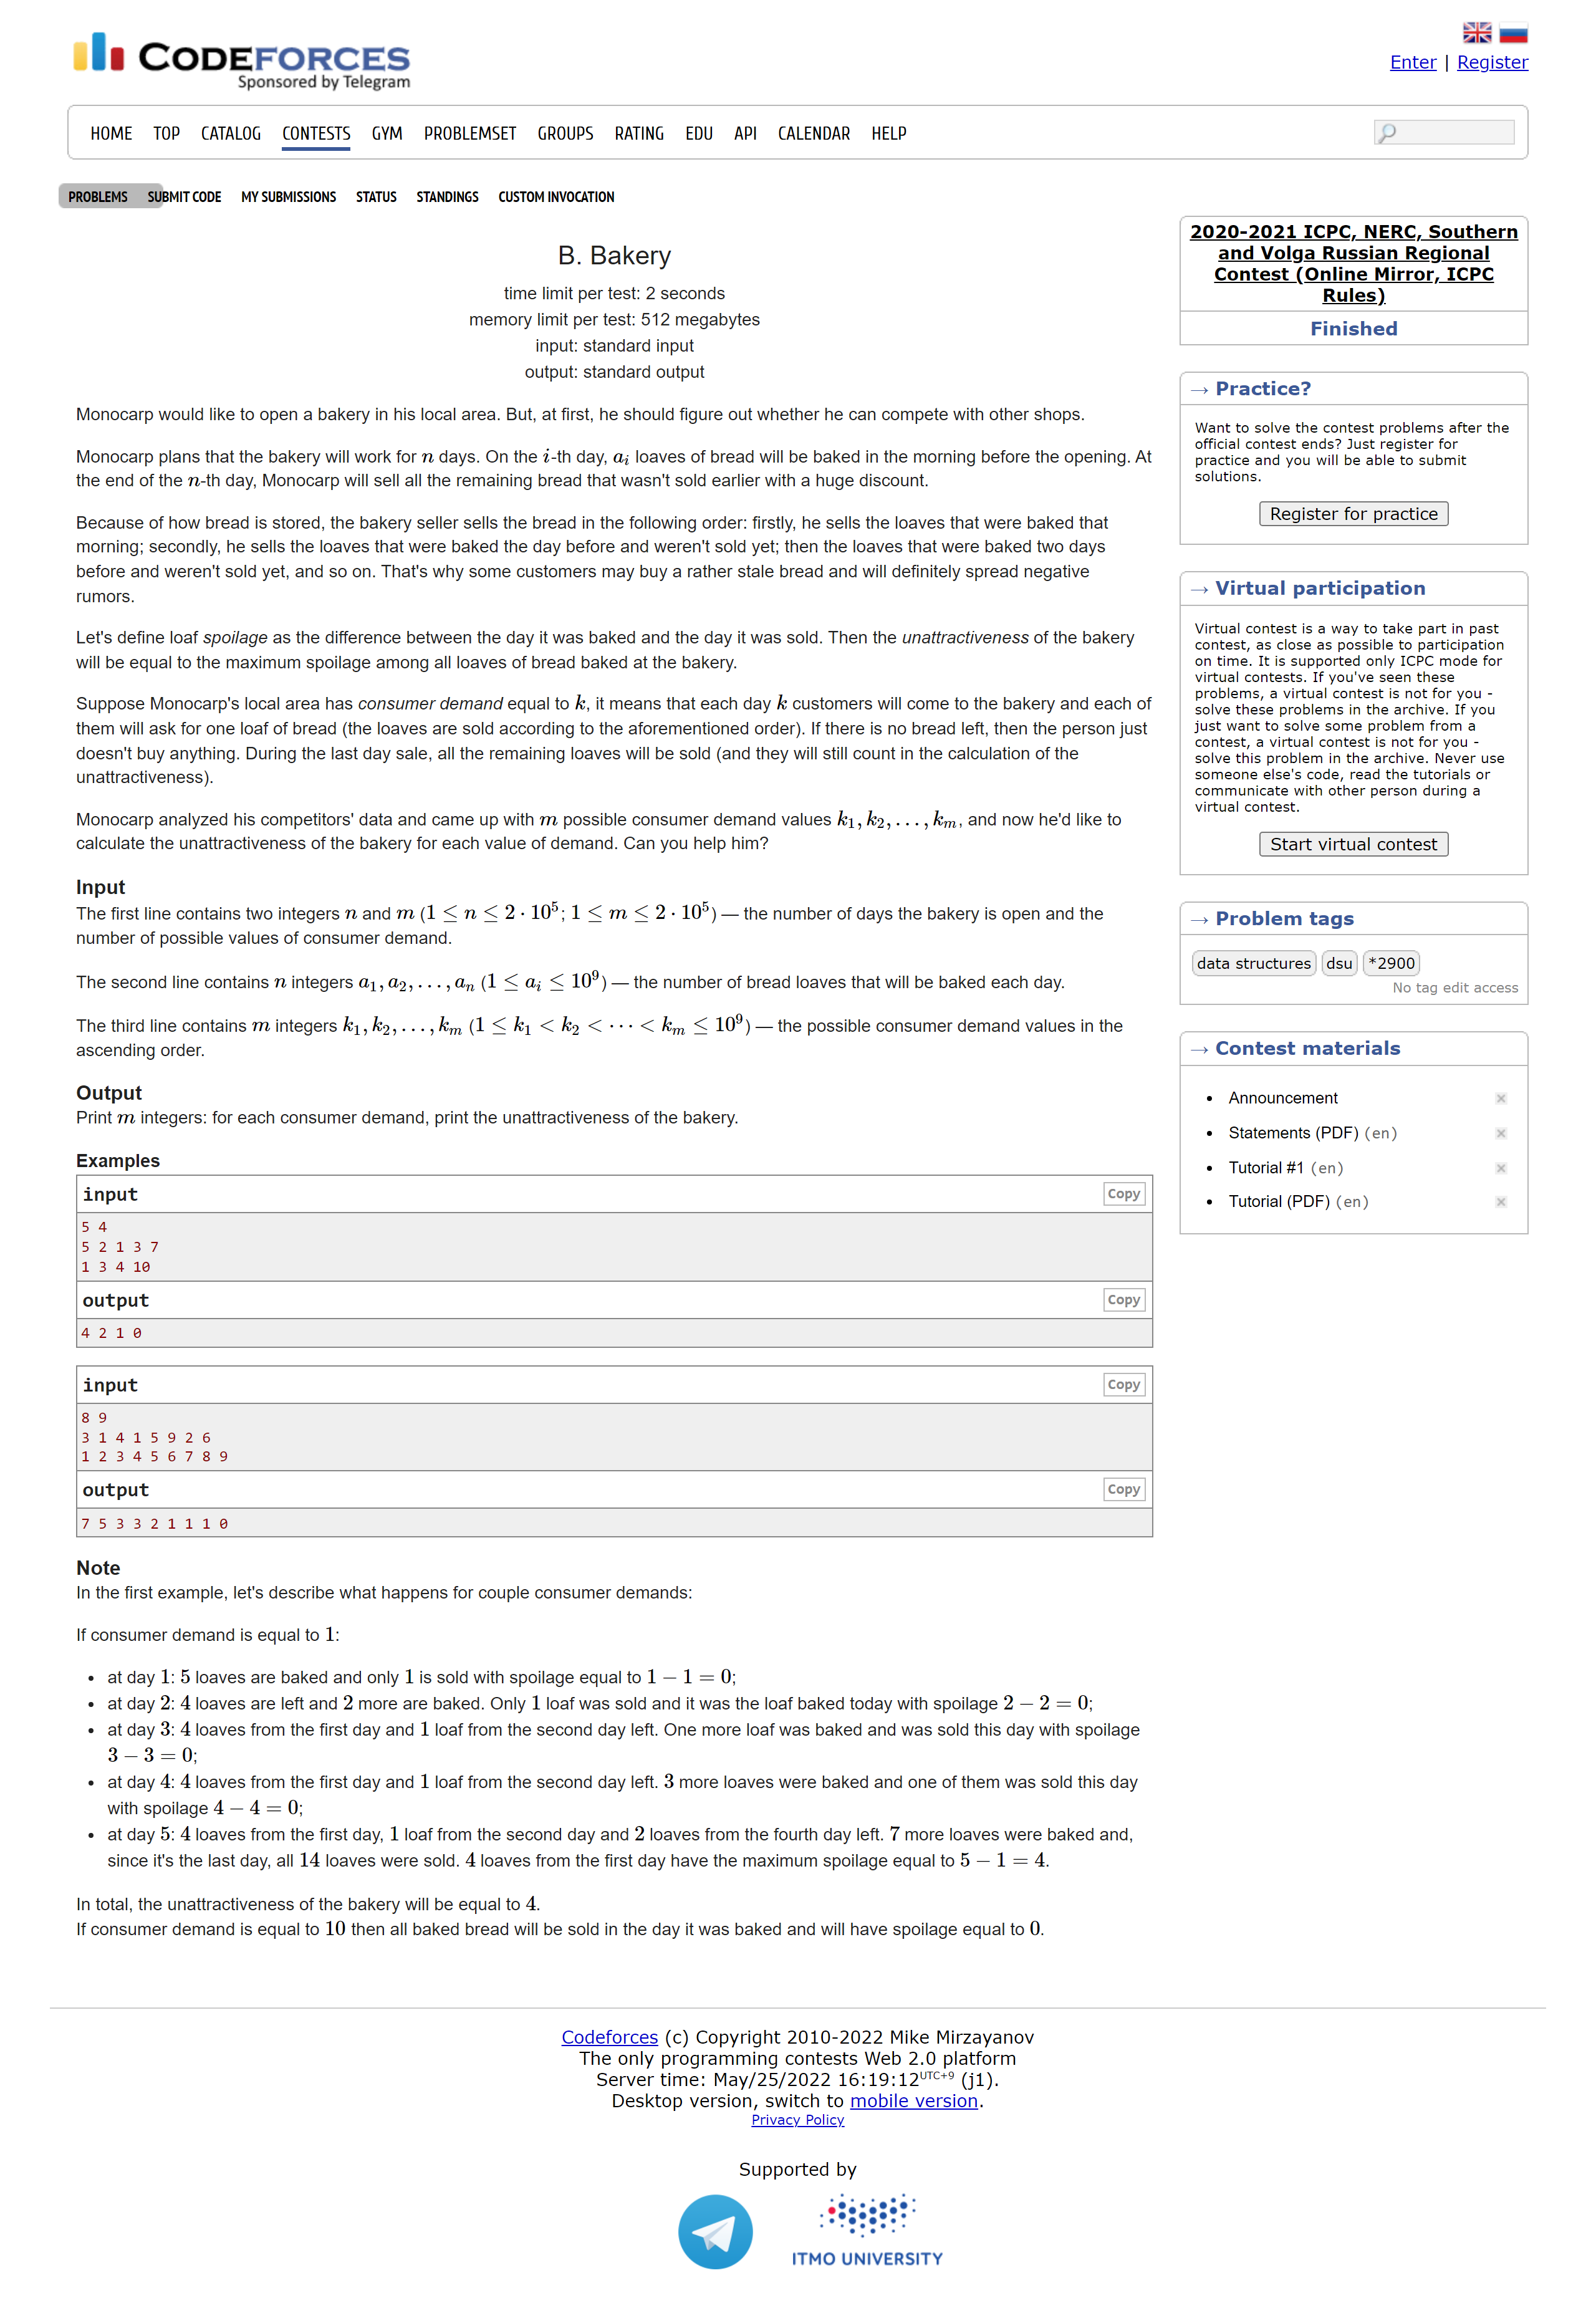 CODEFORCES
Sponsored by Telegram
Enter | Register
HOME TOP CATALOG CONTESTS GYM PROBLEMSET GROUPS RATING EDU API CALENDAR HELP
PROBLEMS SUBMIT CODE MY SUBMISSIONS STATUS STANDINGS CUSTOM INVOCATION
B. Bakery
time limit per test: 2 seconds
memory limit per test: 512 megabytes
input: standard input
output: standard output
Monocarp would like to open a bakery in his local area. But, at first, he should figure out whether he can compete with other shops.
Monocarp plans that the bakery will work for n days. On the i-th day, a_i loaves of bread will be baked in the morning before the opening. At
the end of the n-th day, Monocarp will sell all the remaining bread that wasn't sold earlier with a huge discount.
Because of how bread is stored, the bakery seller sells the bread in the following order: firstly, he sells the loaves that were baked that
morning; secondly, he sells the loaves that were baked the day before and weren't sold yet; then the loaves that were baked two days
before and weren't sold yet, and so on. That's why some customers may buy a rather stale bread and will definitely spread negative
rumors.
Let's define loaf spoilage as the difference between the day it was baked and the day it was sold. Then the unattractiveness of the bakery
will be equal to the maximum spoilage among all loaves of bread baked at the bakery.
Suppose Monocarp's local area has consumer demand equal to k, it means that each day k customers will come to the bakery and each of
them will ask for one loaf of bread (the loaves are sold according to the aforementioned order). If there is no bread left, then the person just
doesn't buy anything. During the last day sale, all the remaining loaves will be sold (and they will still count in the calculation of the
unattractiveness).
Monocarp analyzed his competitors' data and came up with m possible consumer demand values k_1, k_2, …, k_m, and now he'd like to
calculate the unattractiveness of the bakery for each value of demand. Can you help him?
Input
The first line contains two integers n and m (1 ≤ n ≤ 2 · 10^5; 1 ≤ m ≤ 2 · 10^5) — the number of days the bakery is open and the
number of possible values of consumer demand.
The second line contains n integers a_1, a_2, …, a_n (1 ≤ a_i ≤ 10^9) — the number of bread loaves that will be baked each day.
The third line contains m integers k_1, k_2, …, k_m (1 ≤ k_1 < k_2 < ⋯ < k_m ≤ 10^9) — the possible consumer demand values in the
ascending order.
Output
Print m integers: for each consumer demand, print the unattractiveness of the bakery.
Examples
input Copy
5 4
5 2 1 3 7
1 3 4 10
output Copy
4 2 1 0
input Copy
8 9
3 1 4 1 5 9 2 6
1 2 3 4 5 6 7 8 9
output Copy
7 5 3 3 2 1 1 1 0
Note
In the first example, let's describe what happens for couple consumer demands:
If consumer demand is equal to 1:
• at day 1: 5 loaves are baked and only 1 is sold with spoilage equal to 1 − 1 = 0;
• at day 2: 4 loaves are left and 2 more are baked. Only 1 loaf was sold and it was the loaf baked today with spoilage 2 − 2 = 0;
• at day 3: 4 loaves from the first day and 1 loaf from the second day left. One more loaf was baked and was sold this day with spoilage
3 − 3 = 0;
• at day 4: 4 loaves from the first day and 1 loaf from the second day left. 3 more loaves were baked and one of them was sold this day
with spoilage 4 − 4 = 0;
• at day 5: 4 loaves from the first day, 1 loaf from the second day and 2 loaves from the fourth day left. 7 more loaves were baked and,
since it's the last day, all 14 loaves were sold. 4 loaves from the first day have the maximum spoilage equal to 5 − 1 = 4.
In total, the unattractiveness of the bakery will be equal to 4.
If consumer demand is equal to 10 then all baked bread will be sold in the day it was baked and will have spoilage equal to 0.
2020-2021 ICPC, NERC, Southern
and Volga Russian Regional
Contest (Online Mirror, ICPC
Rules)
Finished
→ Practice?
Want to solve the contest problems after the
official contest ends? Just register for
practice and you will be able to submit
solutions.
Register for practice
→ Virtual participation
Virtual contest is a way to take part in past
contest, as close as possible to participation
on time. It is supported only ICPC mode for
virtual contests. If you've seen these
problems, a virtual contest is not for you -
solve these problems in the archive. If you
just want to solve some problem from a
contest, a virtual contest is not for you -
solve this problem in the archive. Never use
someone else's code, read the tutorials or
communicate with other person during a
virtual contest.
Start virtual contest
→ Problem tags
data structures dsu *2900
No tag edit access
→ Contest materials
• Announcement
• Statements (PDF) (en)
• Tutorial #1 (en)
• Tutorial (PDF) (en)
Codeforces (c) Copyright 2010-2022 Mike Mirzayanov
The only programming contests Web 2.0 platform
Server time: May/25/2022 16:19:12 UTC+9 (j1).
Desktop version, switch to mobile version.
Privacy Policy
Supported by
ITMO UNIVERSITY